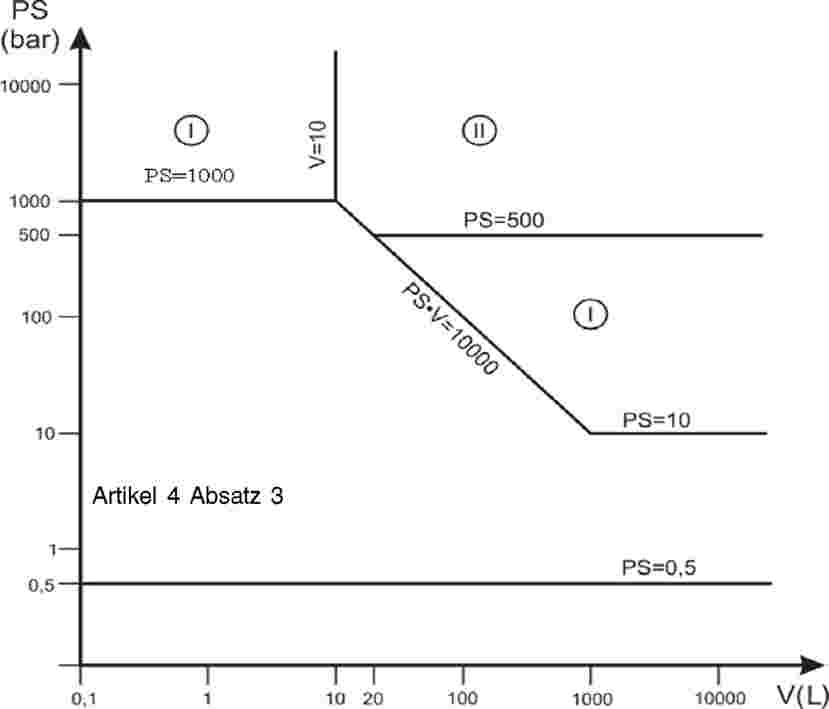 PS
(bar)
10000
I
II
V=10
PS=1000
1000
PS=500
500
PS•V=10000
I
100
PS=10
10
Artikel 4 Absatz 3
1
PS=0,5
0,5
0,1 1 10 20 100 1000 10000 V(L)